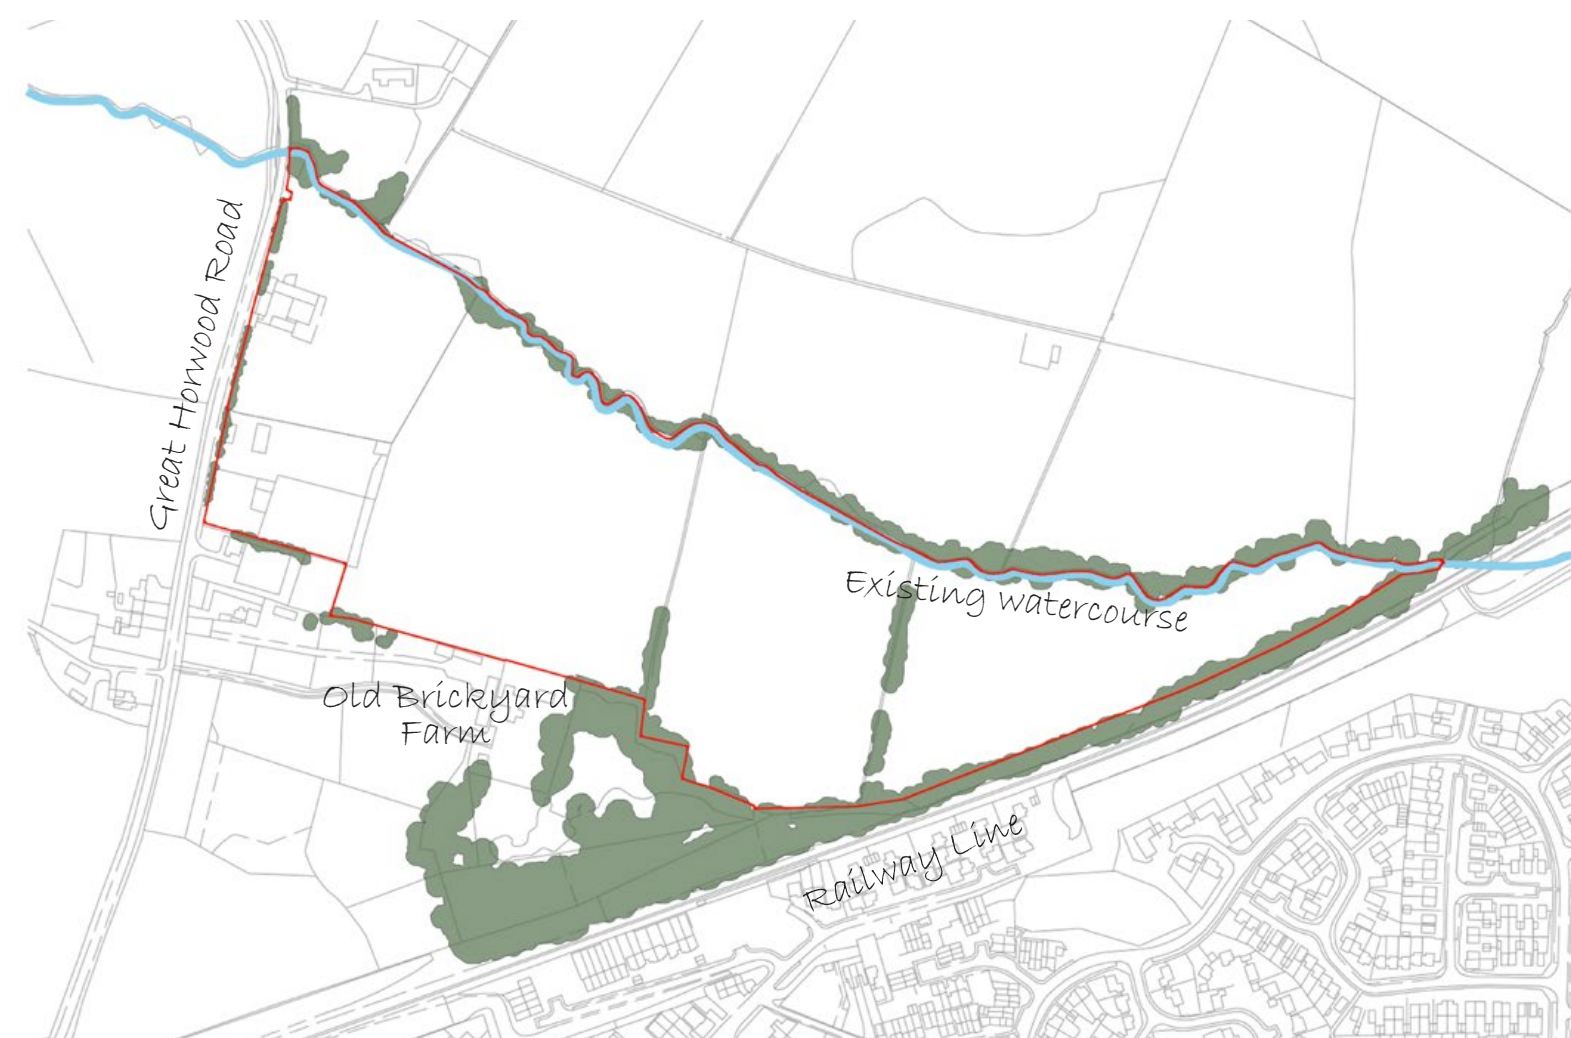 Great Horwood Road
Existing watercourse
Old Brickyard
Farm
Railway Line